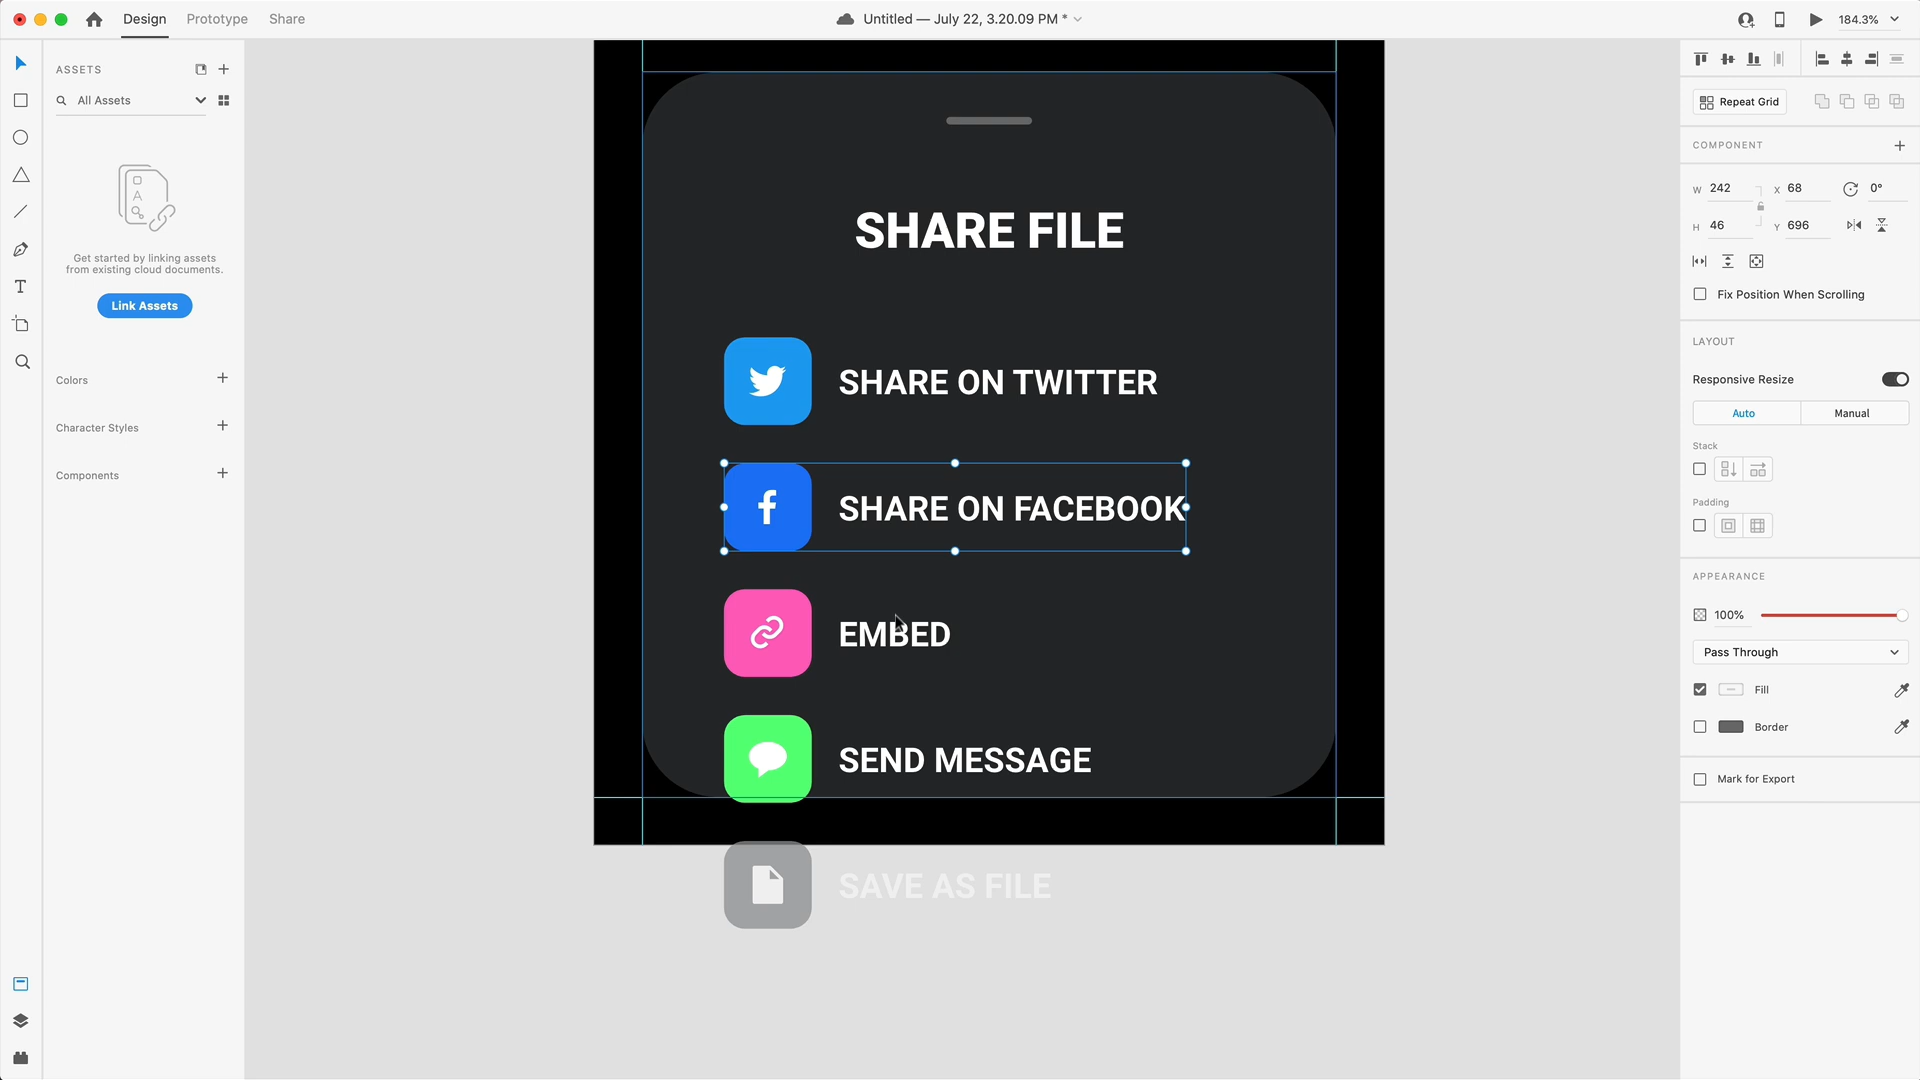 Design Prototype Share
Untitled — July 22, 3.20.09 PM *
184.3%
ASSETS
All Assets
A
Get started by linking assets
from existing cloud documents.
Link Assets
Colors
Character Styles
Components
SHARE FILE
SHARE ON TWITTER
SHARE ON FACEBOOK
EMBED
SEND MESSAGE
SAVE AS FILE
Repeat Grid
COMPONENT
W 242 X 68 0°
H 46 Y 696
Fix Position When Scrolling
LAYOUT
Responsive Resize
Auto Manual
Stack
Padding
APPEARANCE
100%
Pass Through
Fill
Border
Mark for Export